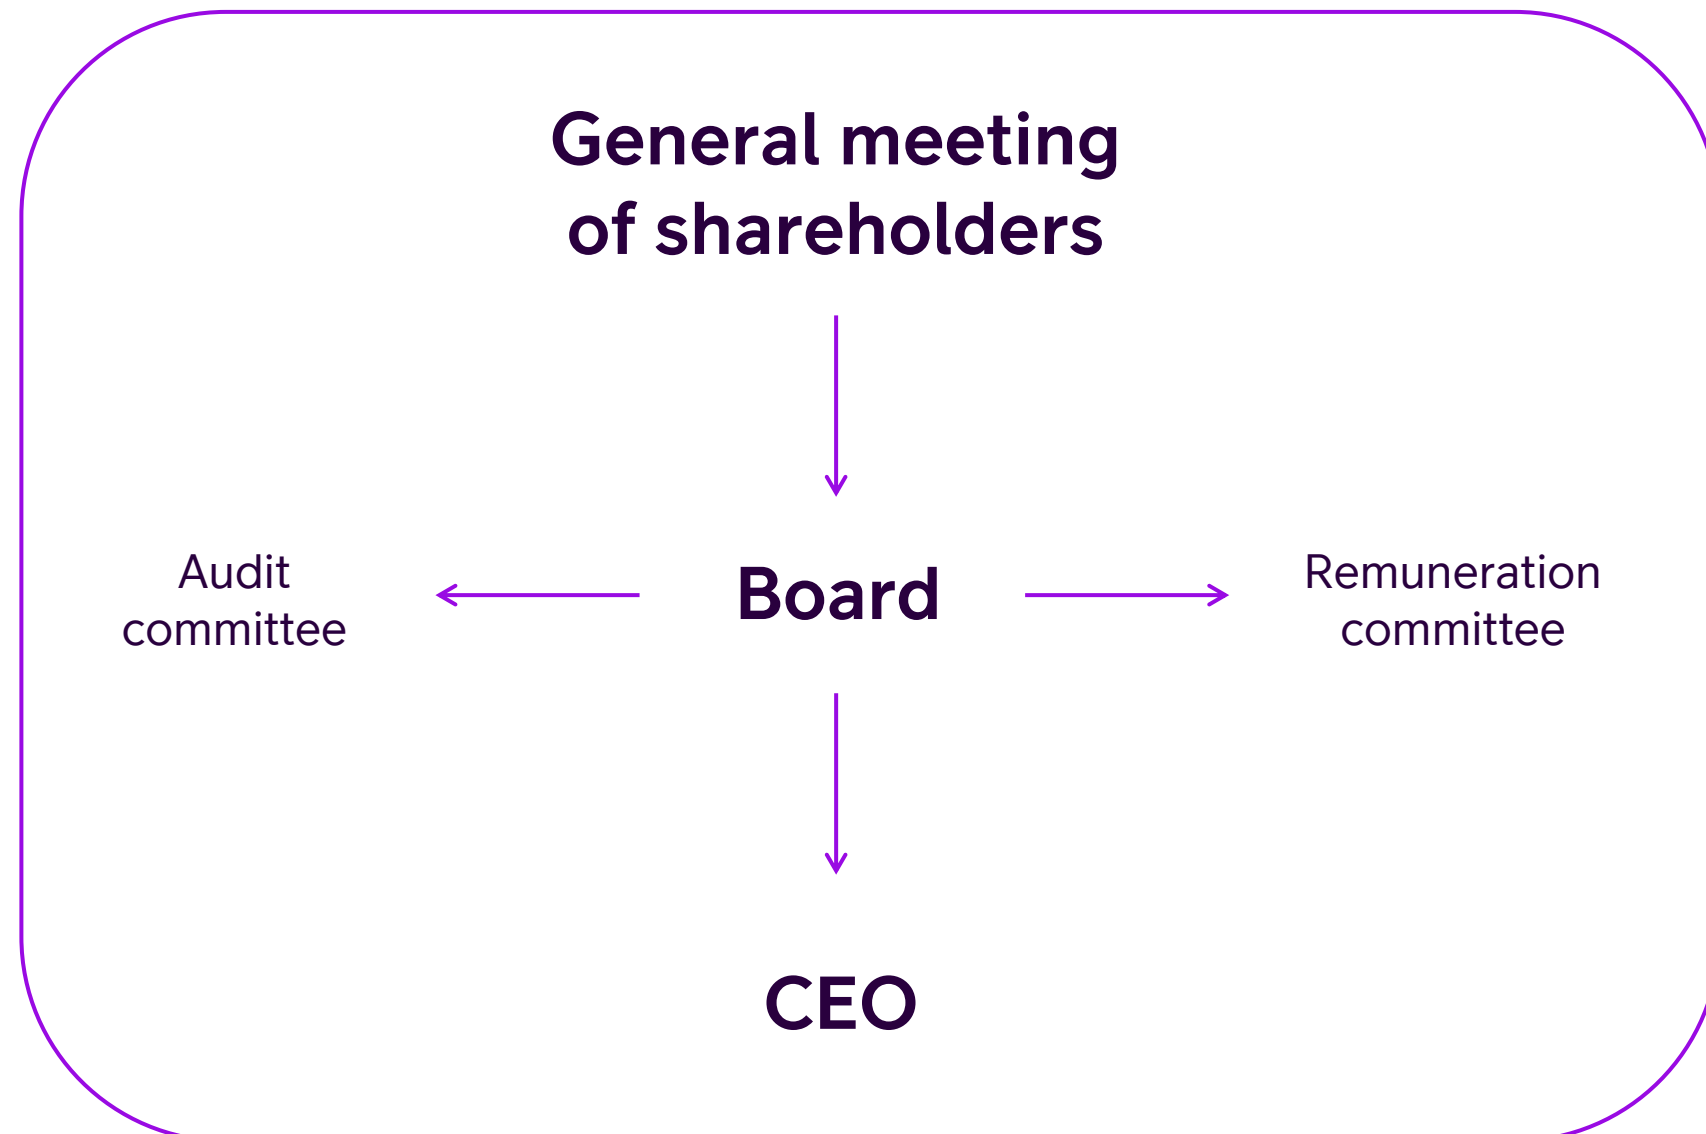 General meeting
of shareholders
Audit
committee
Board
Remuneration
committee
CEO